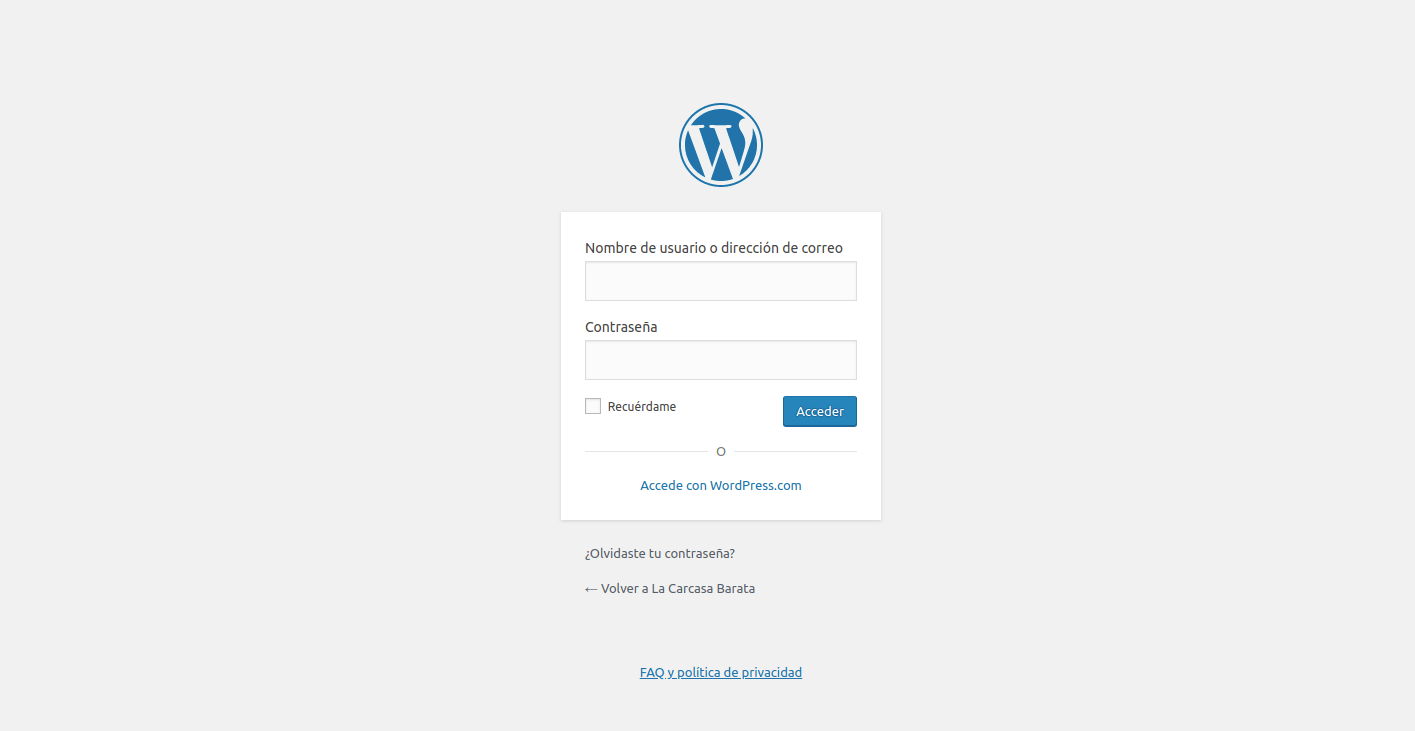 Nombre de usuario o dirección de correo
Contraseña
Recuérdame
Acceder
O
Accede con WordPress.com
¿Olvidaste tu contraseña?
← Volver a La Carcasa Barata
FAQ y política de privacidad